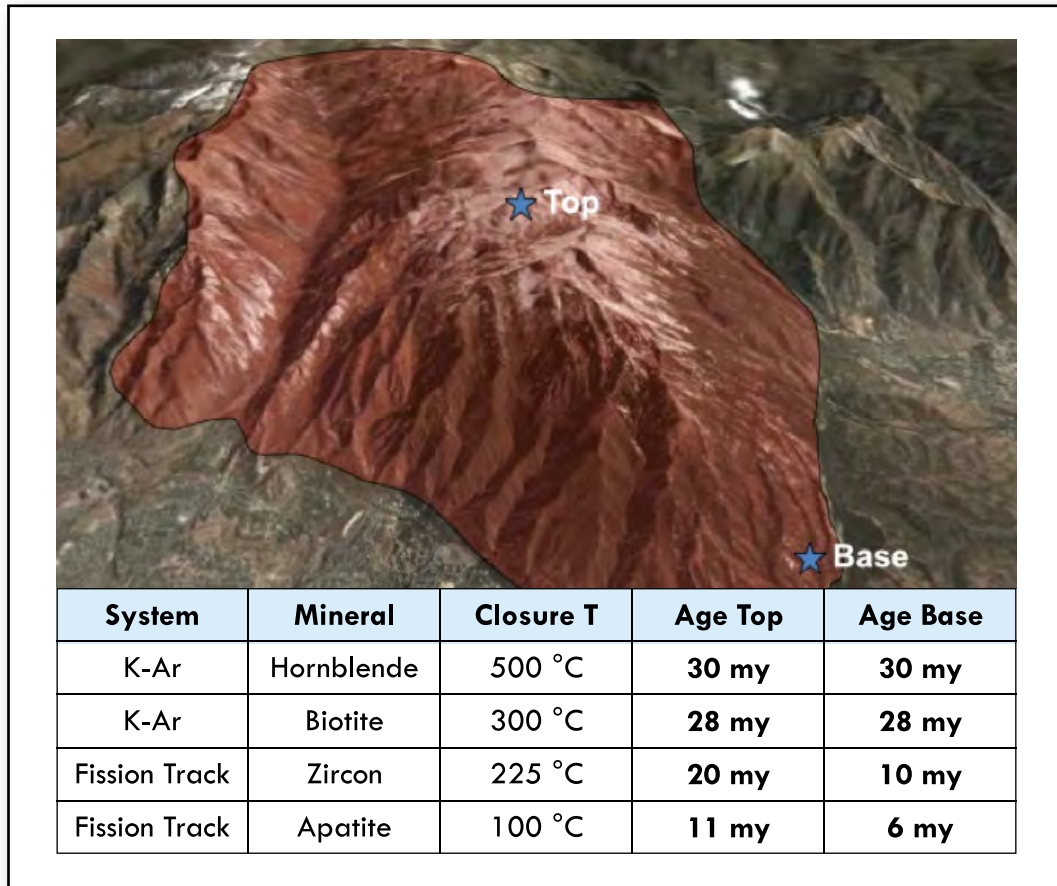 Top
Base
System Mineral Closure T Age Top Age Base
K-Ar Hornblende 500 °C 30 my 30 my
K-Ar Biotite 300 °C 28 my 28 my
Fission Track Zircon 225 °C 20 my 10 my
Fission Track Apatite 100 °C 11 my 6 my